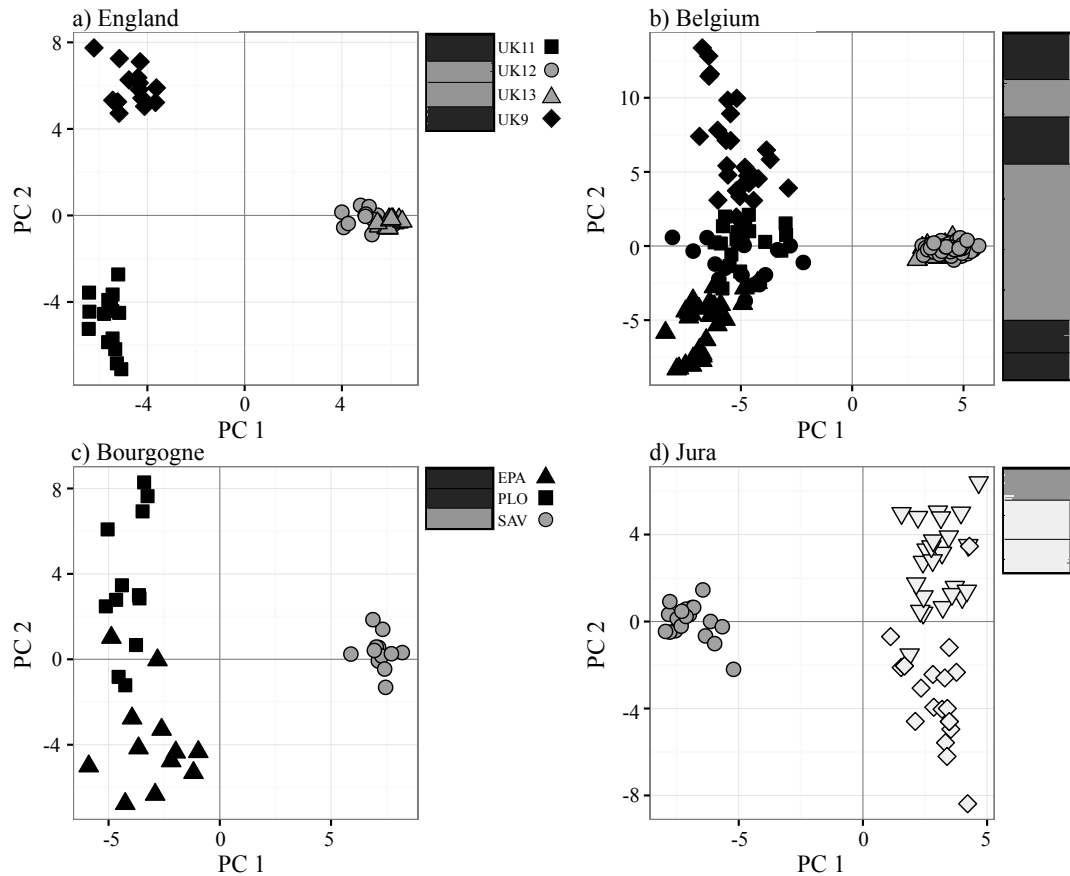 a) England
8
4
0
-4
PC 2
-4
0
4
PC 1
UK11
UK12
UK13
UK9
b) Belgium
10
5
0
-5
PC 2
-5
0
5
PC 1
c) Bourgogne
8
4
0
-4
PC 2
-5
0
5
PC 1
EPA
PLO
SAV
d) Jura
4
0
-4
-8
PC 2
-5
0
5
PC 1